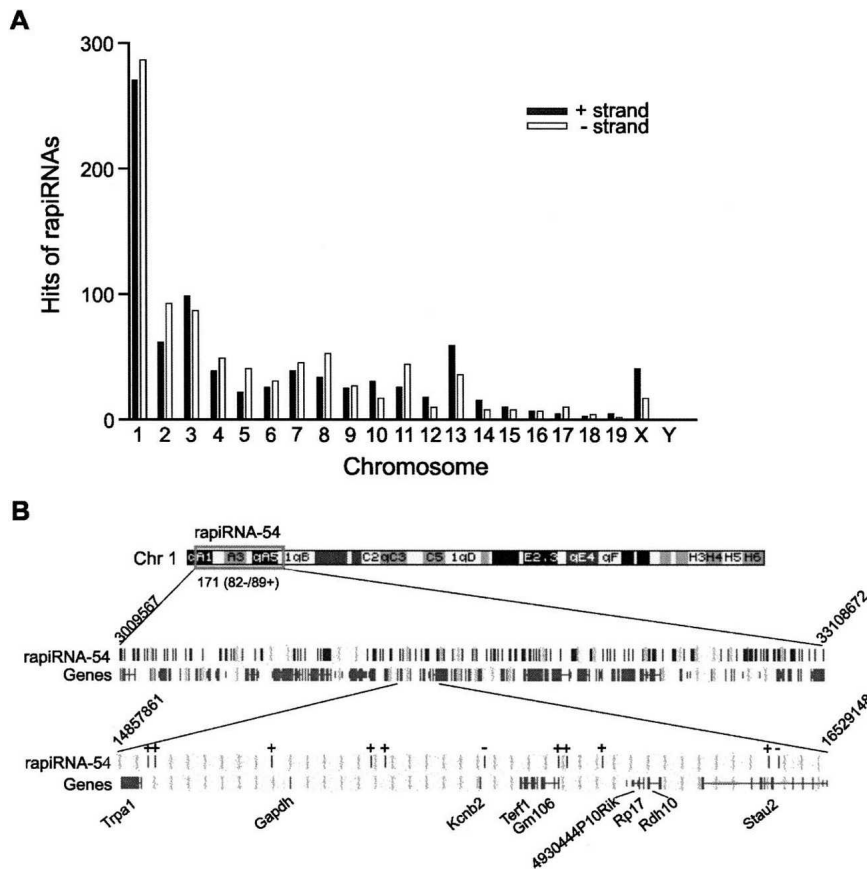 A
300
200
100
0
Hits of rapiRNAs
+ strand
- strand
1 2 3 4 5 6 7 8 9 10 11 12 13 14 15 16 17 18 19 X Y
Chromosome
B
rapiRNA-54
Chr 1 A1 A3 qA5 1qB C2 qC3 C5 1qD E2.3 qE4 qF H3 H4 H5 H6
171 (82-/89+)
3009567 33108672
rapiRNA-54
Genes
14857861 16529148
++ + + + - ++ + + -
rapiRNA-54
Genes
Trpa1 Gapdh Kcnb2 Terf1 Gm106 4930444P10Rik Rp17 Rdh10 Stau2